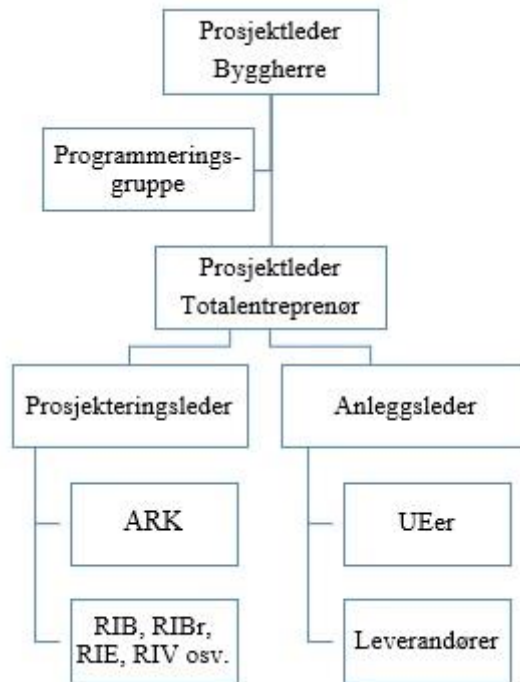 Prosjektleder
Byggherre
Programmerings-
gruppe
Prosjektleder
Totalentreprenør
Prosjekteringsleder
Anleggsleder
ARK
UEer
RIB, RIBr,
RIE, RIV osv.
Leverandører